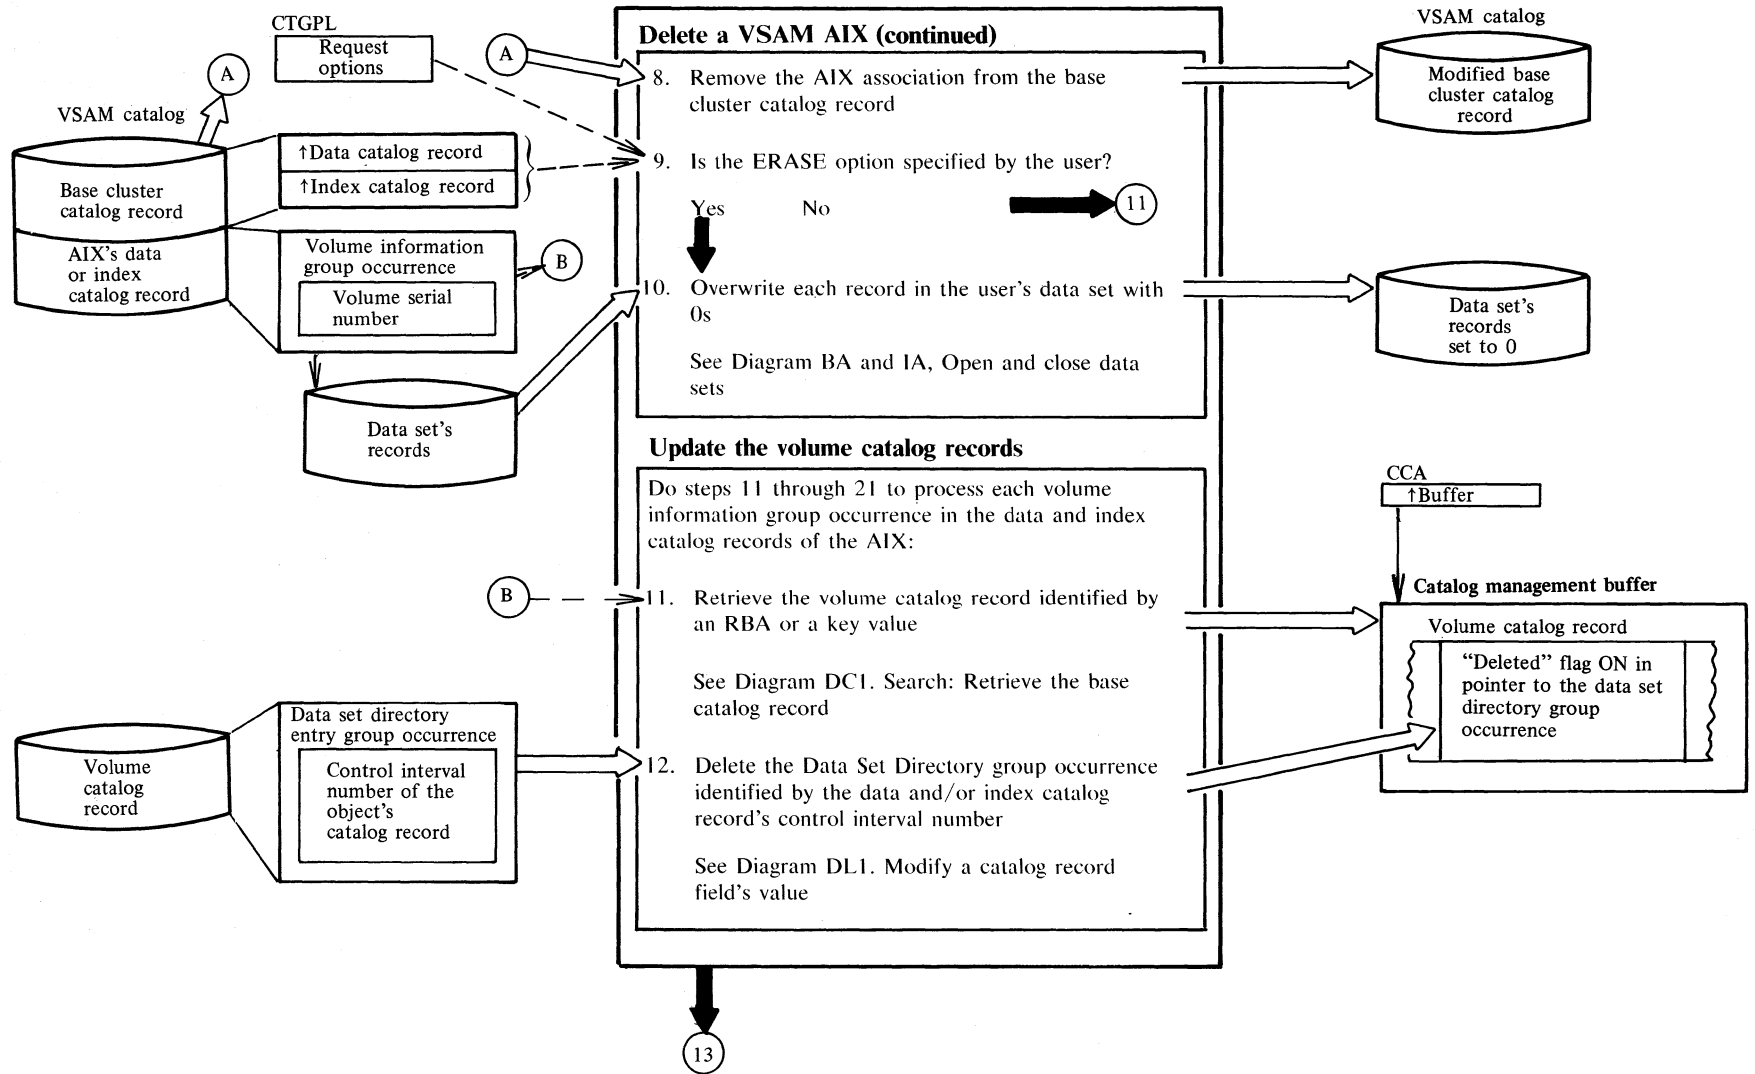 CTGPL
Request
options
A
A
VSAM catalog
Base cluster
catalog record
AIX's data
or index
catalog record
↑Data catalog record
↑Index catalog record
Volume information
group occurrence
Volume serial
number
B
Data set's
records
Delete a VSAM AIX (continued)
8. Remove the AIX association from the base
cluster catalog record
9. Is the ERASE option specified by the user?
Yes No
11
10. Overwrite each record in the user's data set with
0s
See Diagram BA and IA, Open and close data
sets
VSAM catalog
Modified base
cluster catalog
record
Data set's
records
set to 0
Update the volume catalog records
Do steps 11 through 21 to process each volume
information group occurrence in the data and index
catalog records of the AIX:
B
11. Retrieve the volume catalog record identified by
an RBA or a key value
See Diagram DC1. Search: Retrieve the base
catalog record
12. Delete the Data Set Directory group occurrence
identified by the data and/or index catalog
record's control interval number
See Diagram DL1. Modify a catalog record
field's value
CCA
↑Buffer
Catalog management buffer
Volume catalog record
“Deleted” flag ON in
pointer to the data set
directory group
occurrence
Volume
catalog
record
Data set directory
entry group occurrence
Control interval
number of the
object's
catalog record
13